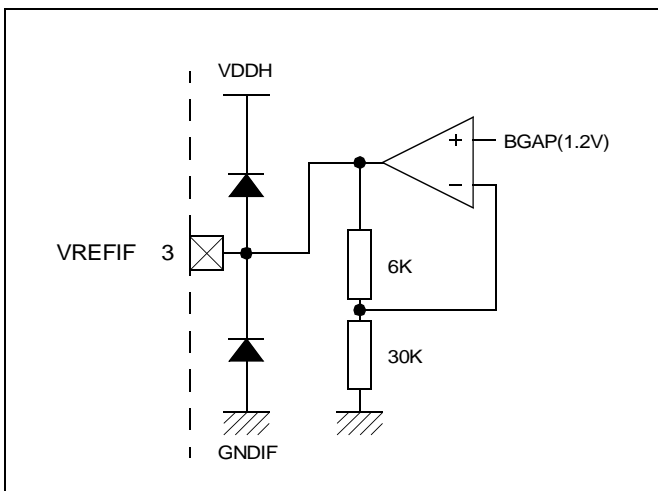 VDDH
+ BGAP(1.2V)
−
VREFIF 3
6K
30K
GNDIF